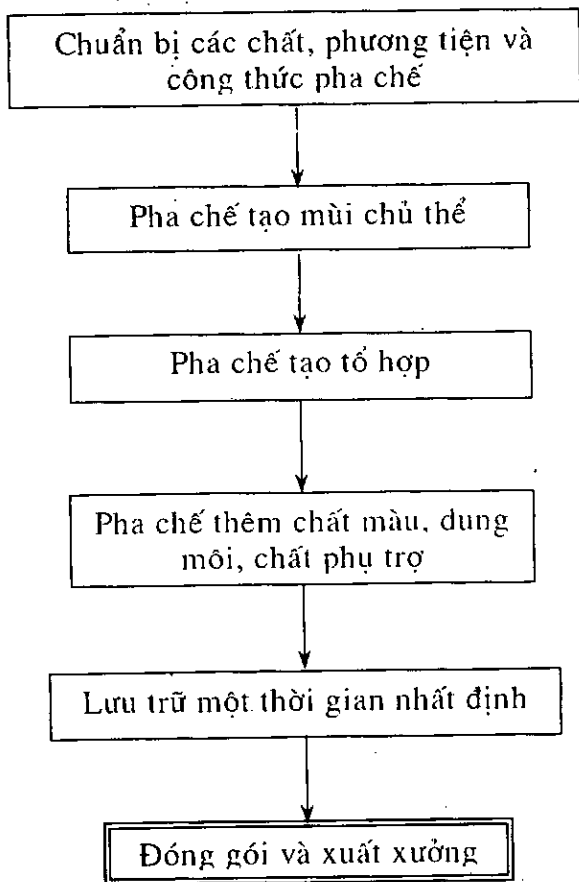 Chuẩn bị các chất, phương tiện và
công thức pha chế
Pha chế tạo mùi chủ thể
Pha chế tạo tổ hợp
Pha chế thêm chất màu, dung
môi, chất phụ trợ
Lưu trữ một thời gian nhất định
Đóng gói và xuất xưởng